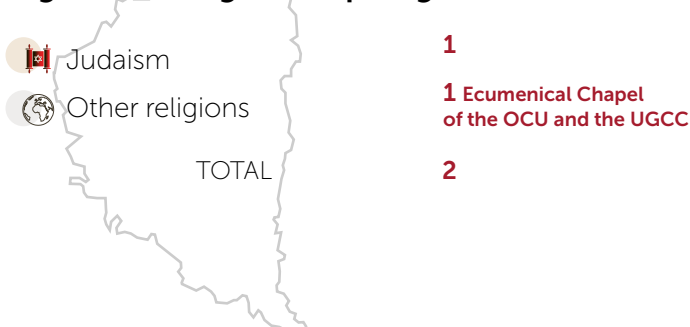 Judaism 1
Other religions 1 Ecumenical Chapel
of the OCU and the UGCC
TOTAL 2